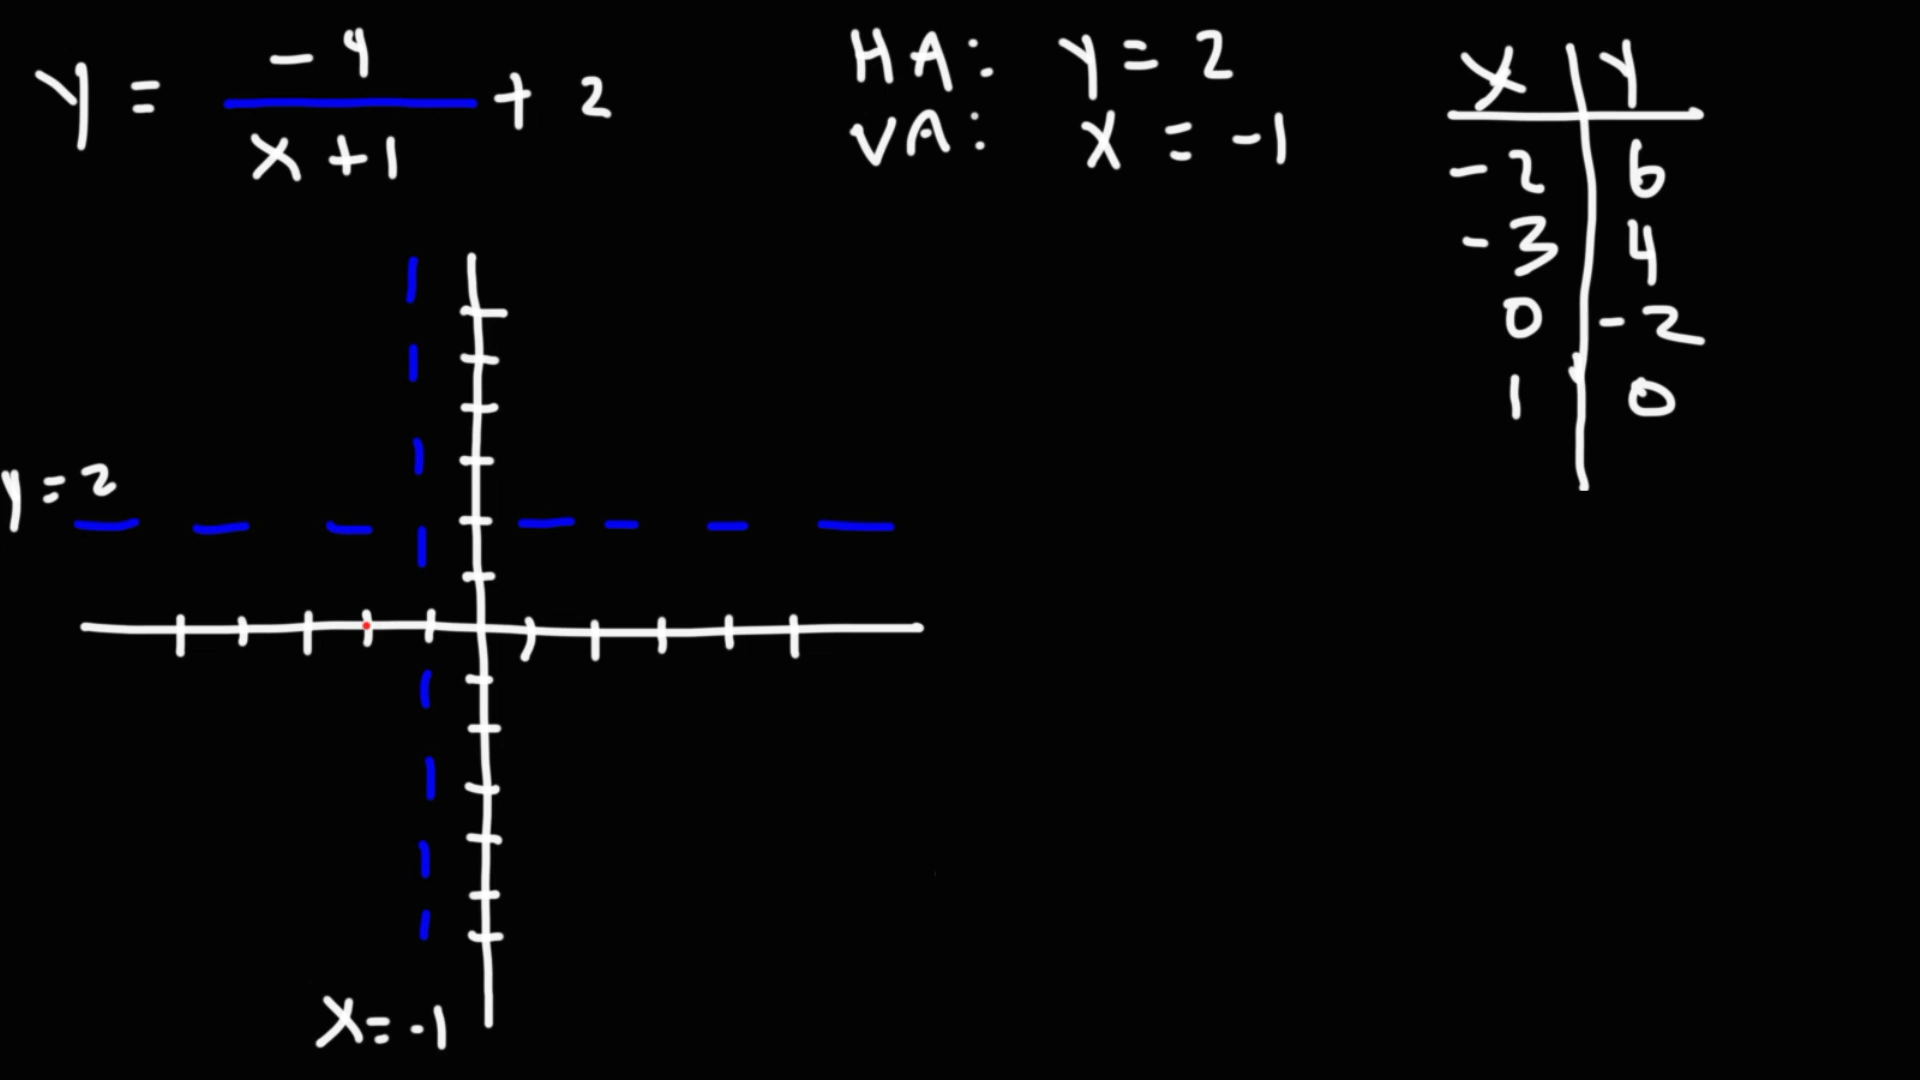 y = -4/(x+1) + 2
HA: y = 2
VA: x = -1
x y
-2 6
-3 4
0 -2
1 0
y = 2
x = -1